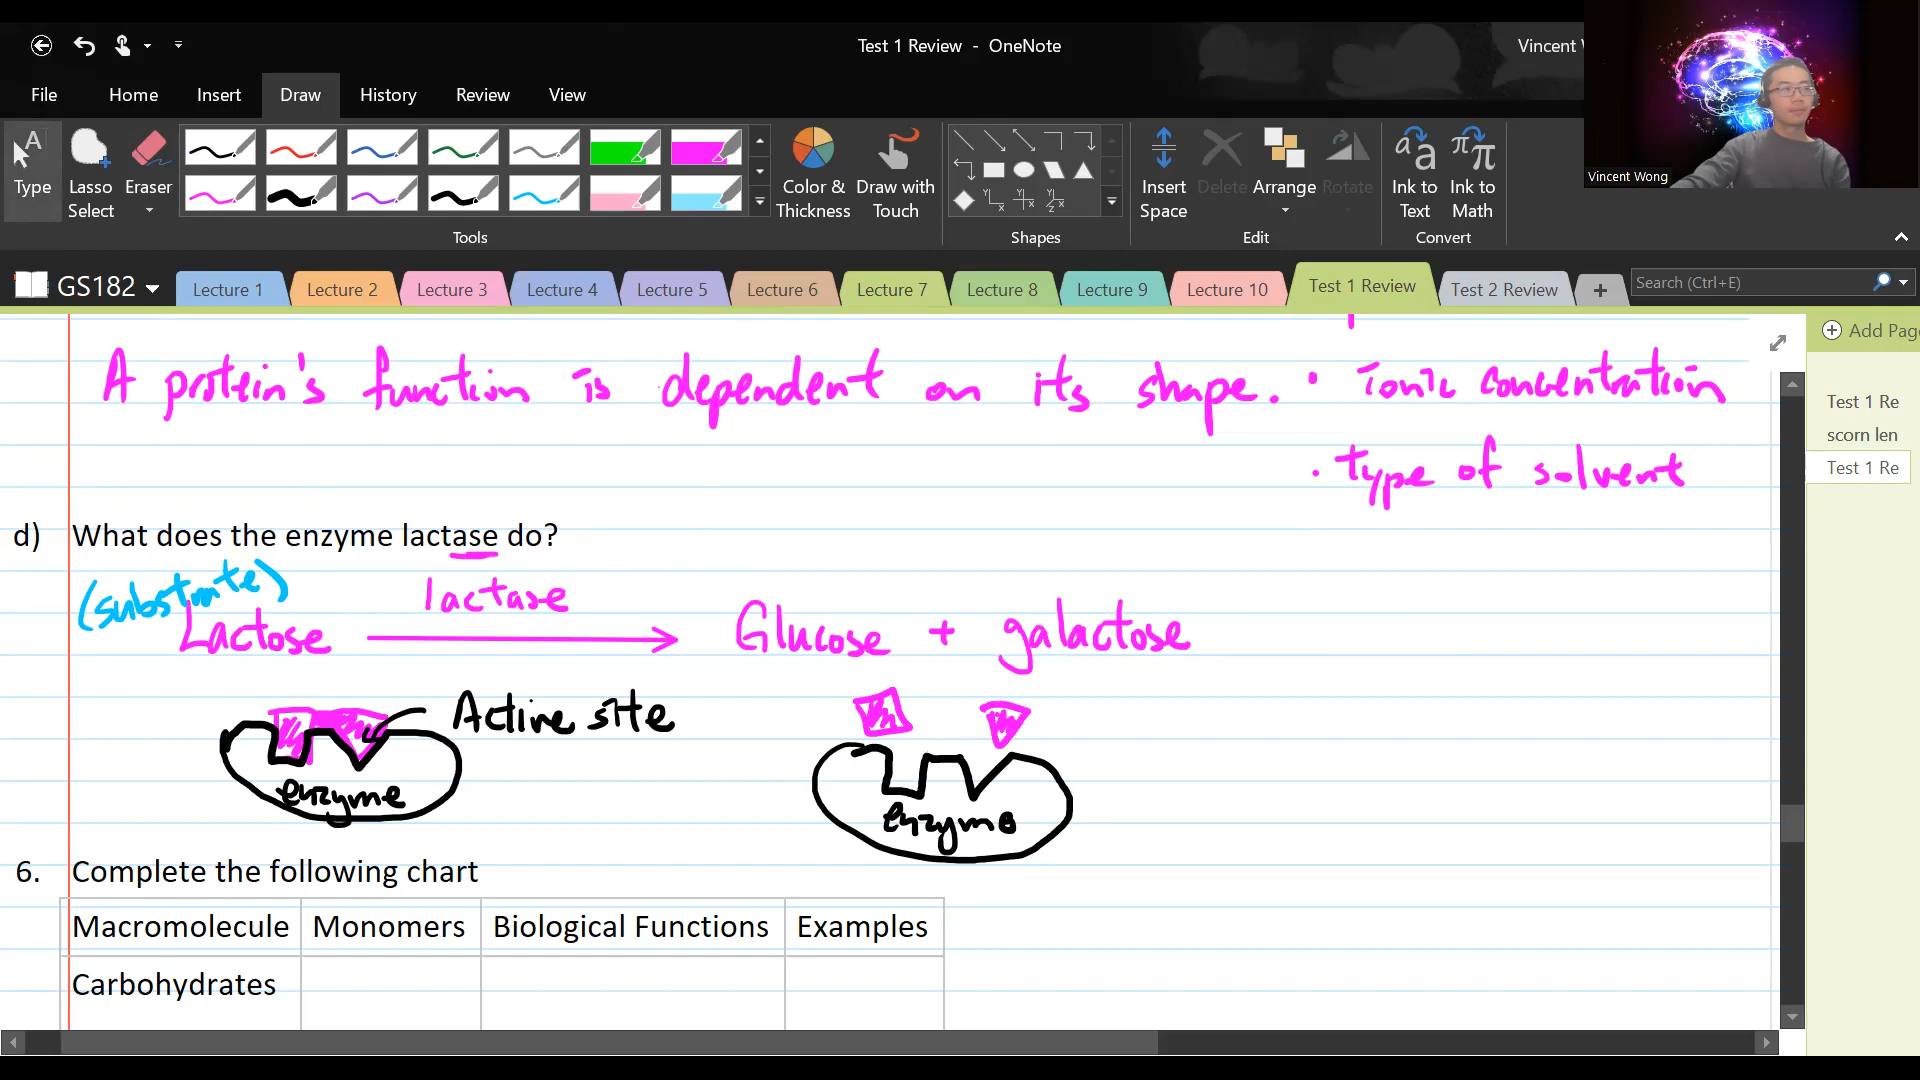 Test 1 Review - OneNote
Vincent W
File Home Insert Draw History Review View
Type
Lasso Select
Eraser
Color & Thickness
Draw with Touch
Insert Space
Delete
Arrange
Rotate
Ink to Text
Ink to Math
Tools
Shapes
Edit
Convert
Vincent Wong
GS182
Lecture 1 Lecture 2 Lecture 3 Lecture 4 Lecture 5 Lecture 6 Lecture 7 Lecture 8 Lecture 9 Lecture 10 Test 1 Review Test 2 Review +
Search (Ctrl+E)
Add Pag
Test 1 Re
scorn len
Test 1 Re
A protein's function is dependent on its shape. • ionic concentration
• type of solvent
d) What does the enzyme lactase do?
(substrate)
lactase
Lactose → Glucose + galactose
Active site
enzyme
enzyme
6. Complete the following chart
Macromolecule Monomers Biological Functions Examples
Carbohydrates